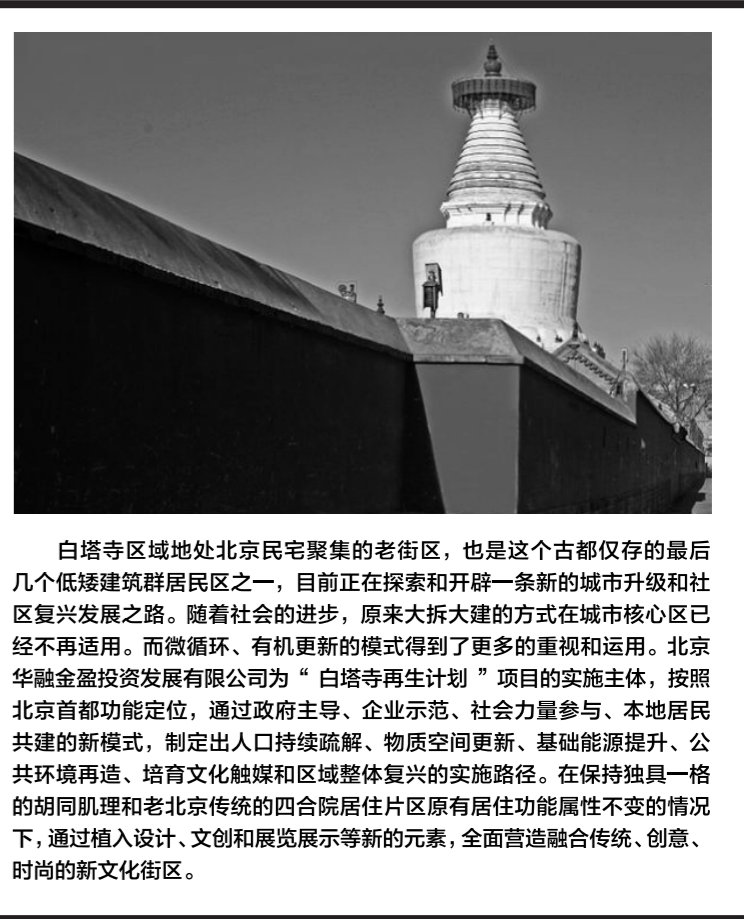 白塔寺区域地处北京民宅聚集的老街区，也是这个古都仅存的最后
几个低矮建筑群居民区之一，目前正在探索和开辟一条新的城市升级和社
区复兴发展之路。随着社会的进步，原来大拆大建的方式在城市核心区已
经不再适用。而微循环、有机更新的模式得到了更多的重视和运用。北京
华融金盈投资发展有限公司为“白塔寺再生计划”项目的实施主体，按照
北京首都功能定位，通过政府主导、企业示范、社会力量参与、本地居民
共建的新模式，制定出人口持续疏解、物质空间更新、基础能源提升、公
共环境再造、培育文化触媒和区域整体复兴的实施路径。在保持独具一格
的胡同肌理和老北京传统的四合院居住片区原有居住功能属性不变的情况
下，通过植入设计、文创和展览展示等新的元素，全面营造融合传统、创意、
时尚的新文化街区。